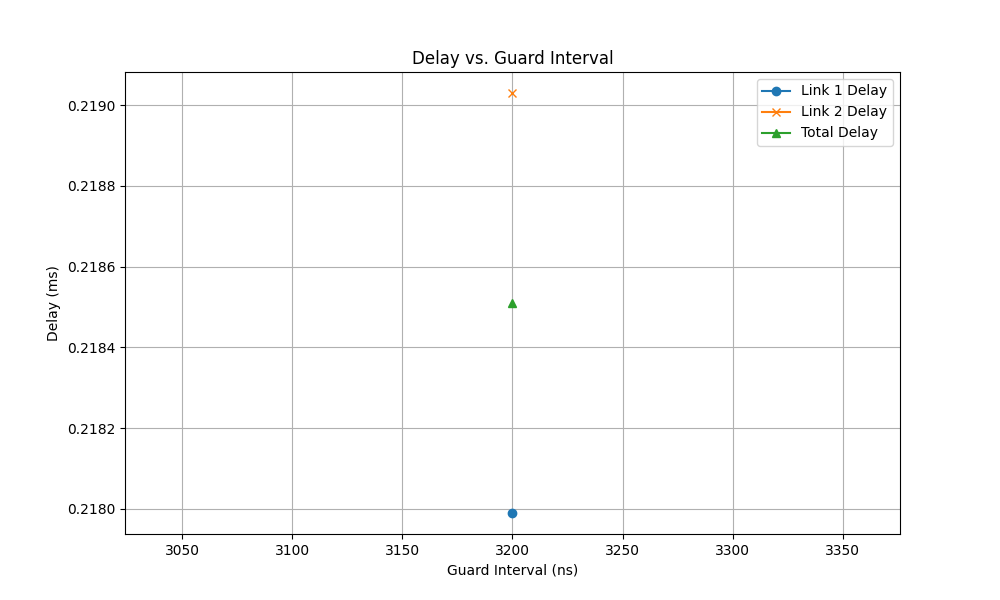 Delay vs. Guard Interval
Link 1 Delay
Link 2 Delay
Total Delay
Delay (ms)
0.2190
0.2188
0.2186
0.2184
0.2182
0.2180
3050 3100 3150 3200 3250 3300 3350
Guard Interval (ns)